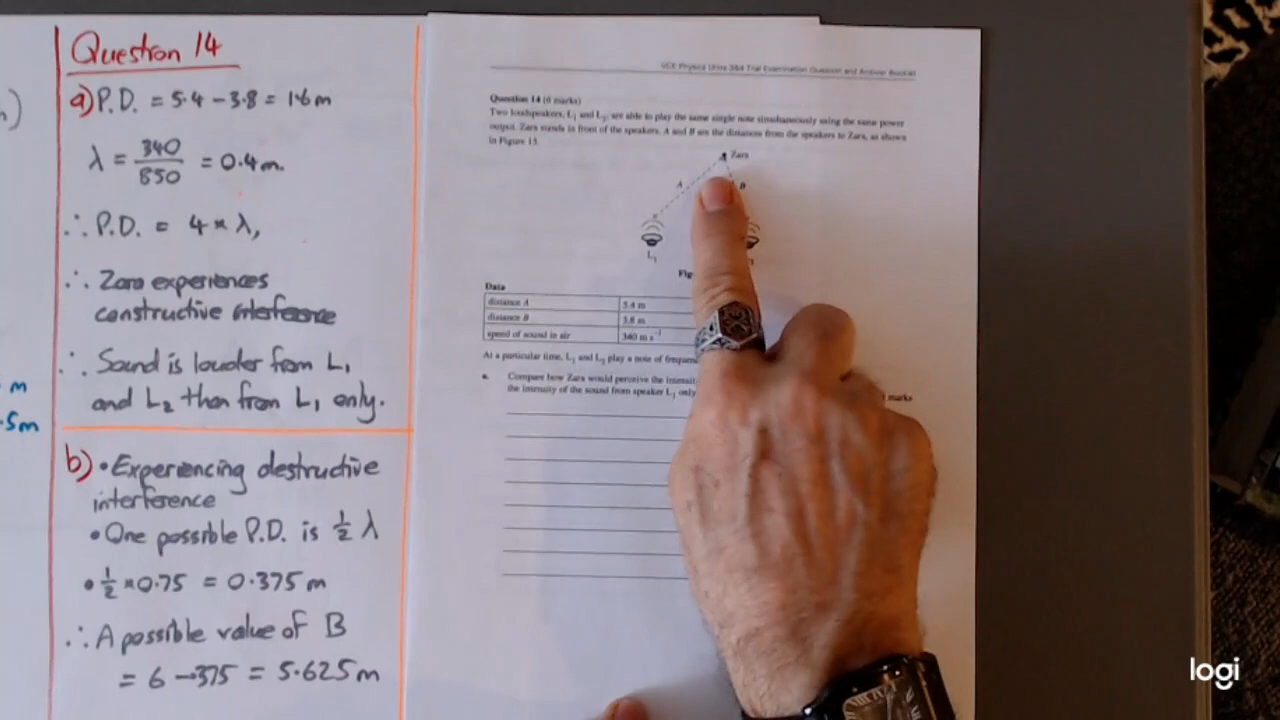 Question 14
a) P.D. = 5.4 - 3.8 = 1.6 m
λ = 340/850 = 0.4 m.
∴ P.D. = 4 × λ,
∴ Zara experiences
constructive interference
∴ Sound is louder from L₁
and L₂ than from L₁ only.
b) • Experiencing destructive
interference
• One possible P.D. is ½ λ
• ½ × 0.75 = 0.375 m
∴ A possible value of B
= 6 - .375 = 5.625 m
m
.5m
VCE Physics Units 3&4 Trial Examination Question and Answer Booklet
Question 14 (6 marks)
Two loudspeakers, L₁ and L₂, are able to play the same single note simultaneously using the same power
output. Zara stands in front of the speakers. A and B are the distances from the speakers to Zara, as shown
in Figure 13.
Zara
A
B
L₁
Fig
Data
distance A 5.4 m
distance B 3.8 m
speed of sound in air 340 m s⁻¹
At a particular time, L₁ and L₂ play a note of frequen
a. Compare how Zara would perceive the intensit
the intensity of the sound from speaker L₁ only
marks
logi